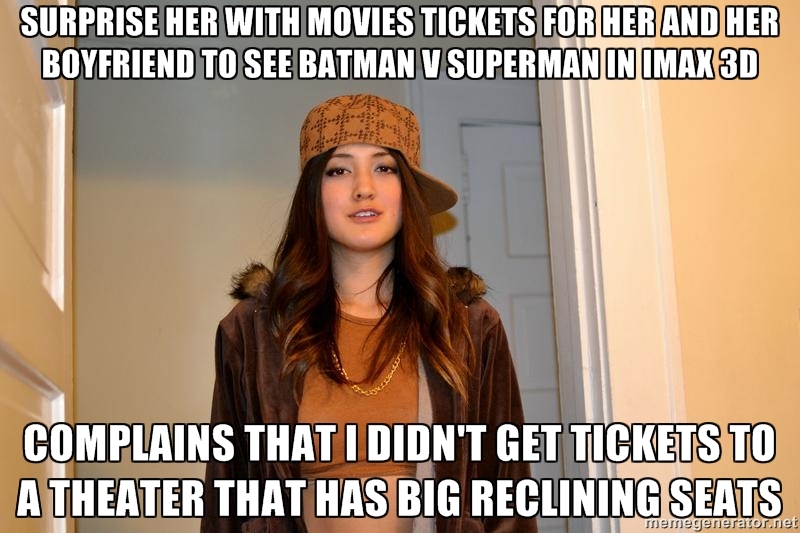 SURPRISE HER WITH MOVIES TICKETS FOR HER AND HER
BOYFRIEND TO SEE BATMAN V SUPERMAN IN IMAX 3D
COMPLAINS THAT I DIDN'T GET TICKETS TO
A THEATER THAT HAS BIG RECLINING SEATS
memegenerator.net